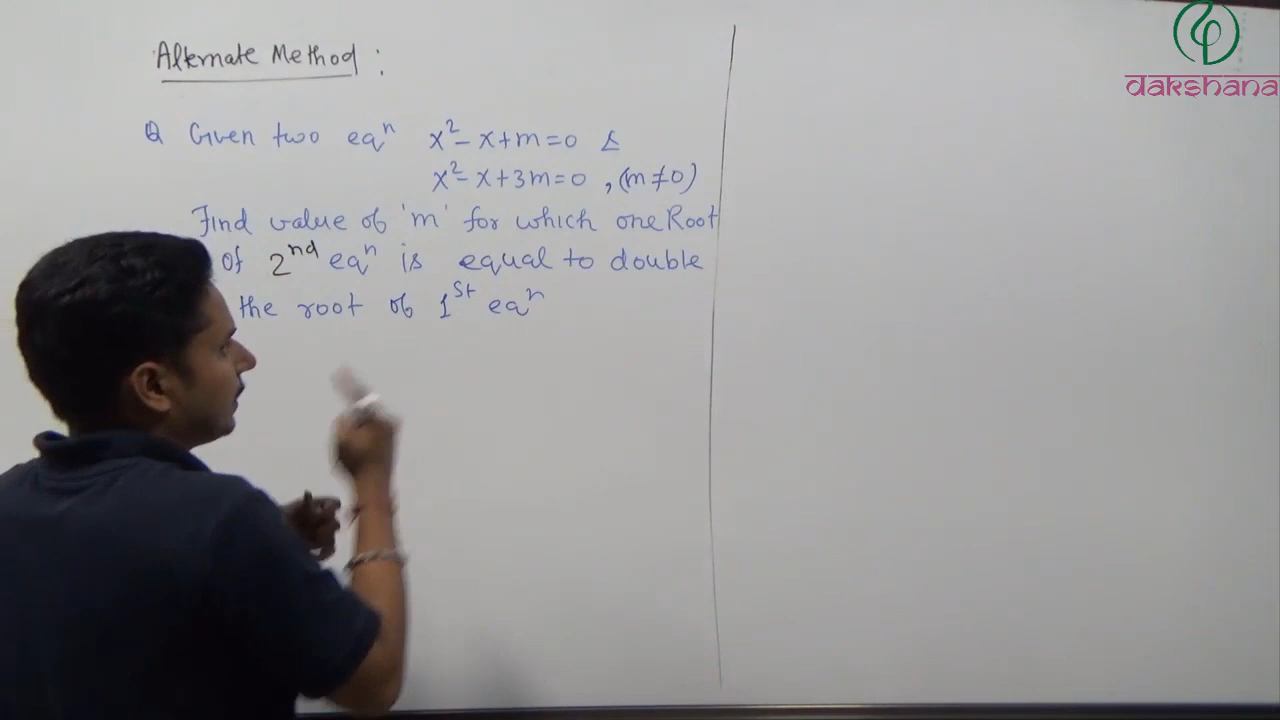 Alternate Method :
Q Given two eqⁿ x² - x + m = 0 &
x² - x + 3m = 0 , (m ≠ 0)
Find value of 'm' for which one Root
of 2ⁿᵈ eqⁿ is equal to double
the root of 1ˢᵗ eqⁿ
dakshana